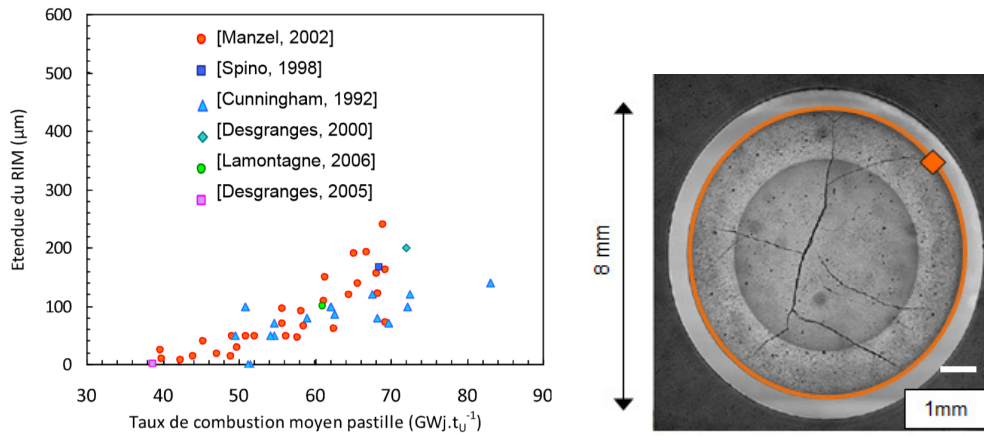 600
500
400
300
200
100
0
Etendue du RIM (µm)
[Manzel, 2002]
[Spino, 1998]
[Cunningham, 1992]
[Desgranges, 2000]
[Lamontagne, 2006]
[Desgranges, 2005]
30 40 50 60 70 80 90
Taux de combustion moyen pastille (GWj.tU-1)
8 mm
1mm